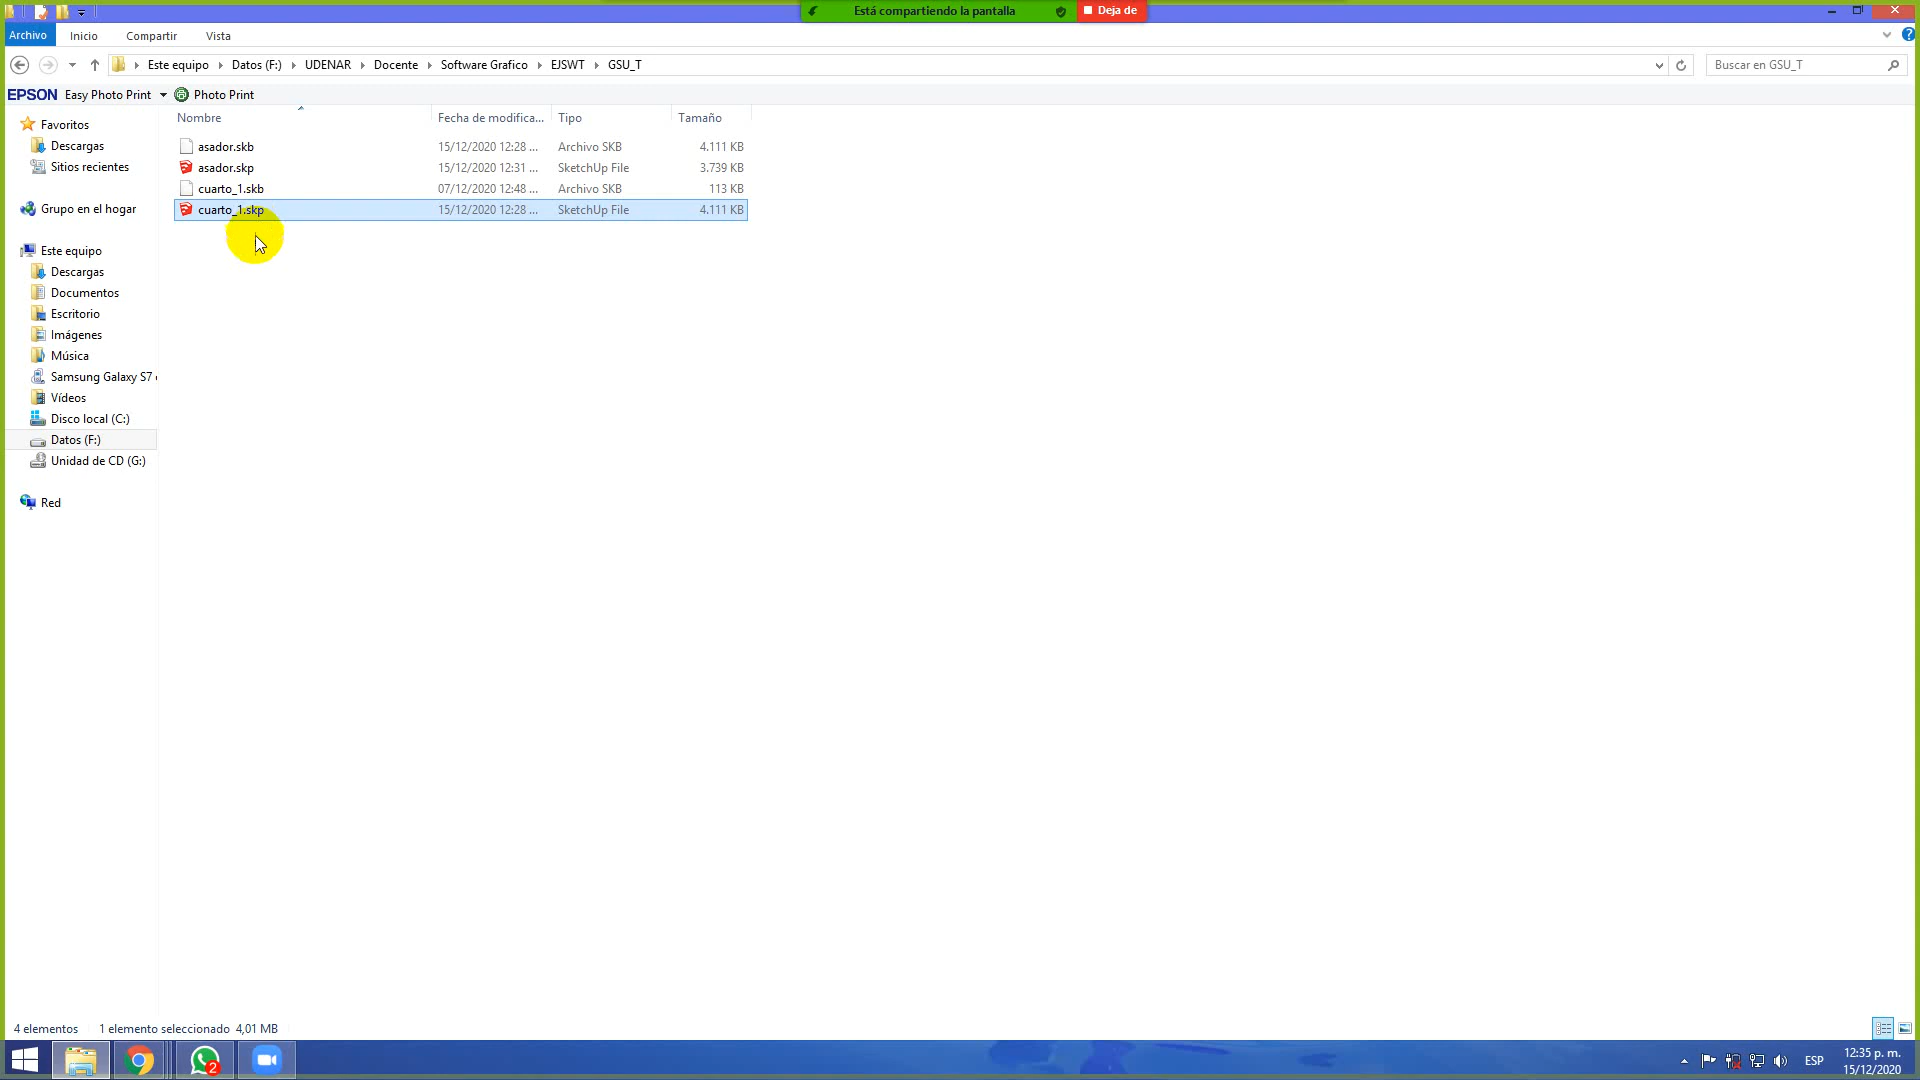 Está compartiendo la pantalla
Deja de
Archivo Inicio Compartir Vista
Este equipo Datos (F:) UDENAR Docente Software Grafico EJSWT GSU_T
Buscar en GSU_T
EPSON Easy Photo Print Photo Print
Nombre Fecha de modifica... Tipo Tamaño
asador.skb 15/12/2020 12:28 ... Archivo SKB 4.111 KB
asador.skp 15/12/2020 12:31 ... SketchUp File 3.739 KB
cuarto_1.skb 07/12/2020 12:48 ... Archivo SKB 113 KB
cuarto_1.skp 15/12/2020 12:28 ... SketchUp File 4.111 KB
Favoritos
Descargas
Sitios recientes
Grupo en el hogar
Este equipo
Descargas
Documentos
Escritorio
Imágenes
Música
Samsung Galaxy S7
Vídeos
Disco local (C:)
Datos (F:)
Unidad de CD (G:)
Red
4 elementos 1 elemento seleccionado 4,01 MB
2
ESP
12:35 p. m.
15/12/2020